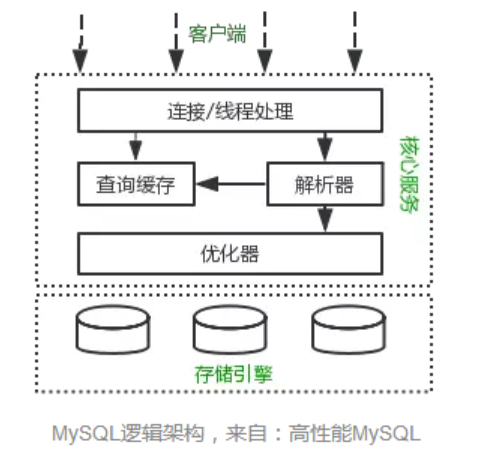 客户端
连接/线程处理
核心服务
查询缓存
解析器
优化器
存储引擎
MySQL逻辑架构，来自：高性能MySQL